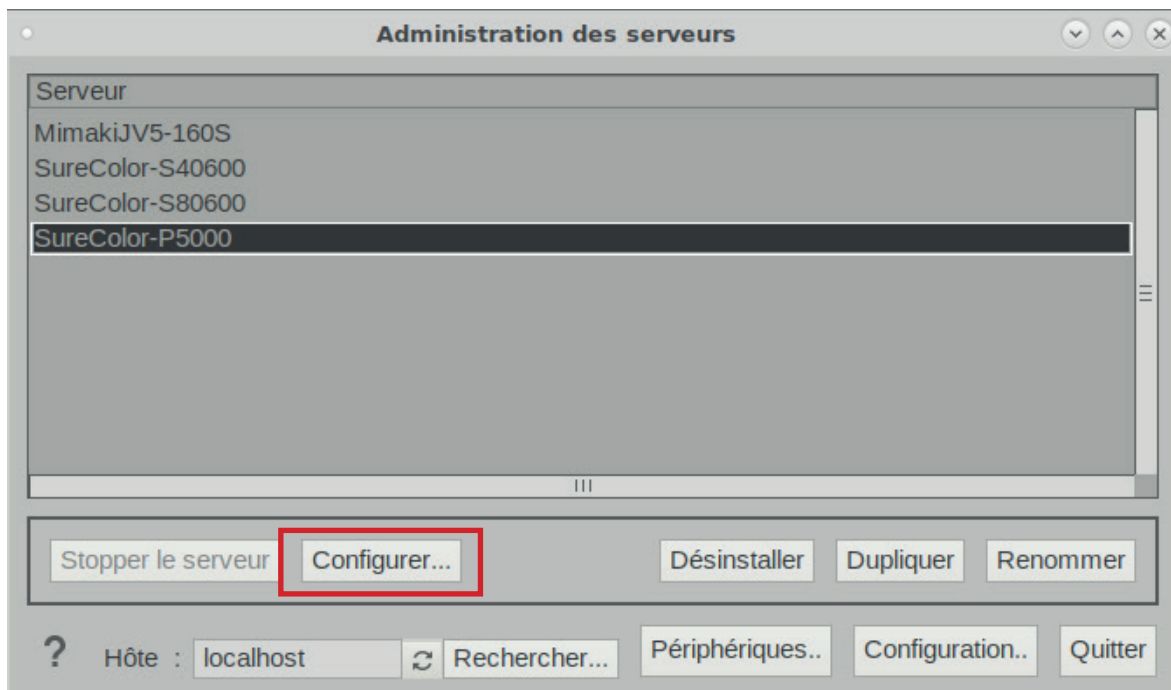 Administration des serveurs
Serveur
MimakiJV5-160S
SureColor-S40600
SureColor-S80600
SureColor-P5000
Stopper le serveur Configurer... Désinstaller Dupliquer Renommer
? Hôte : localhost Rechercher... Périphériques.. Configuration.. Quitter